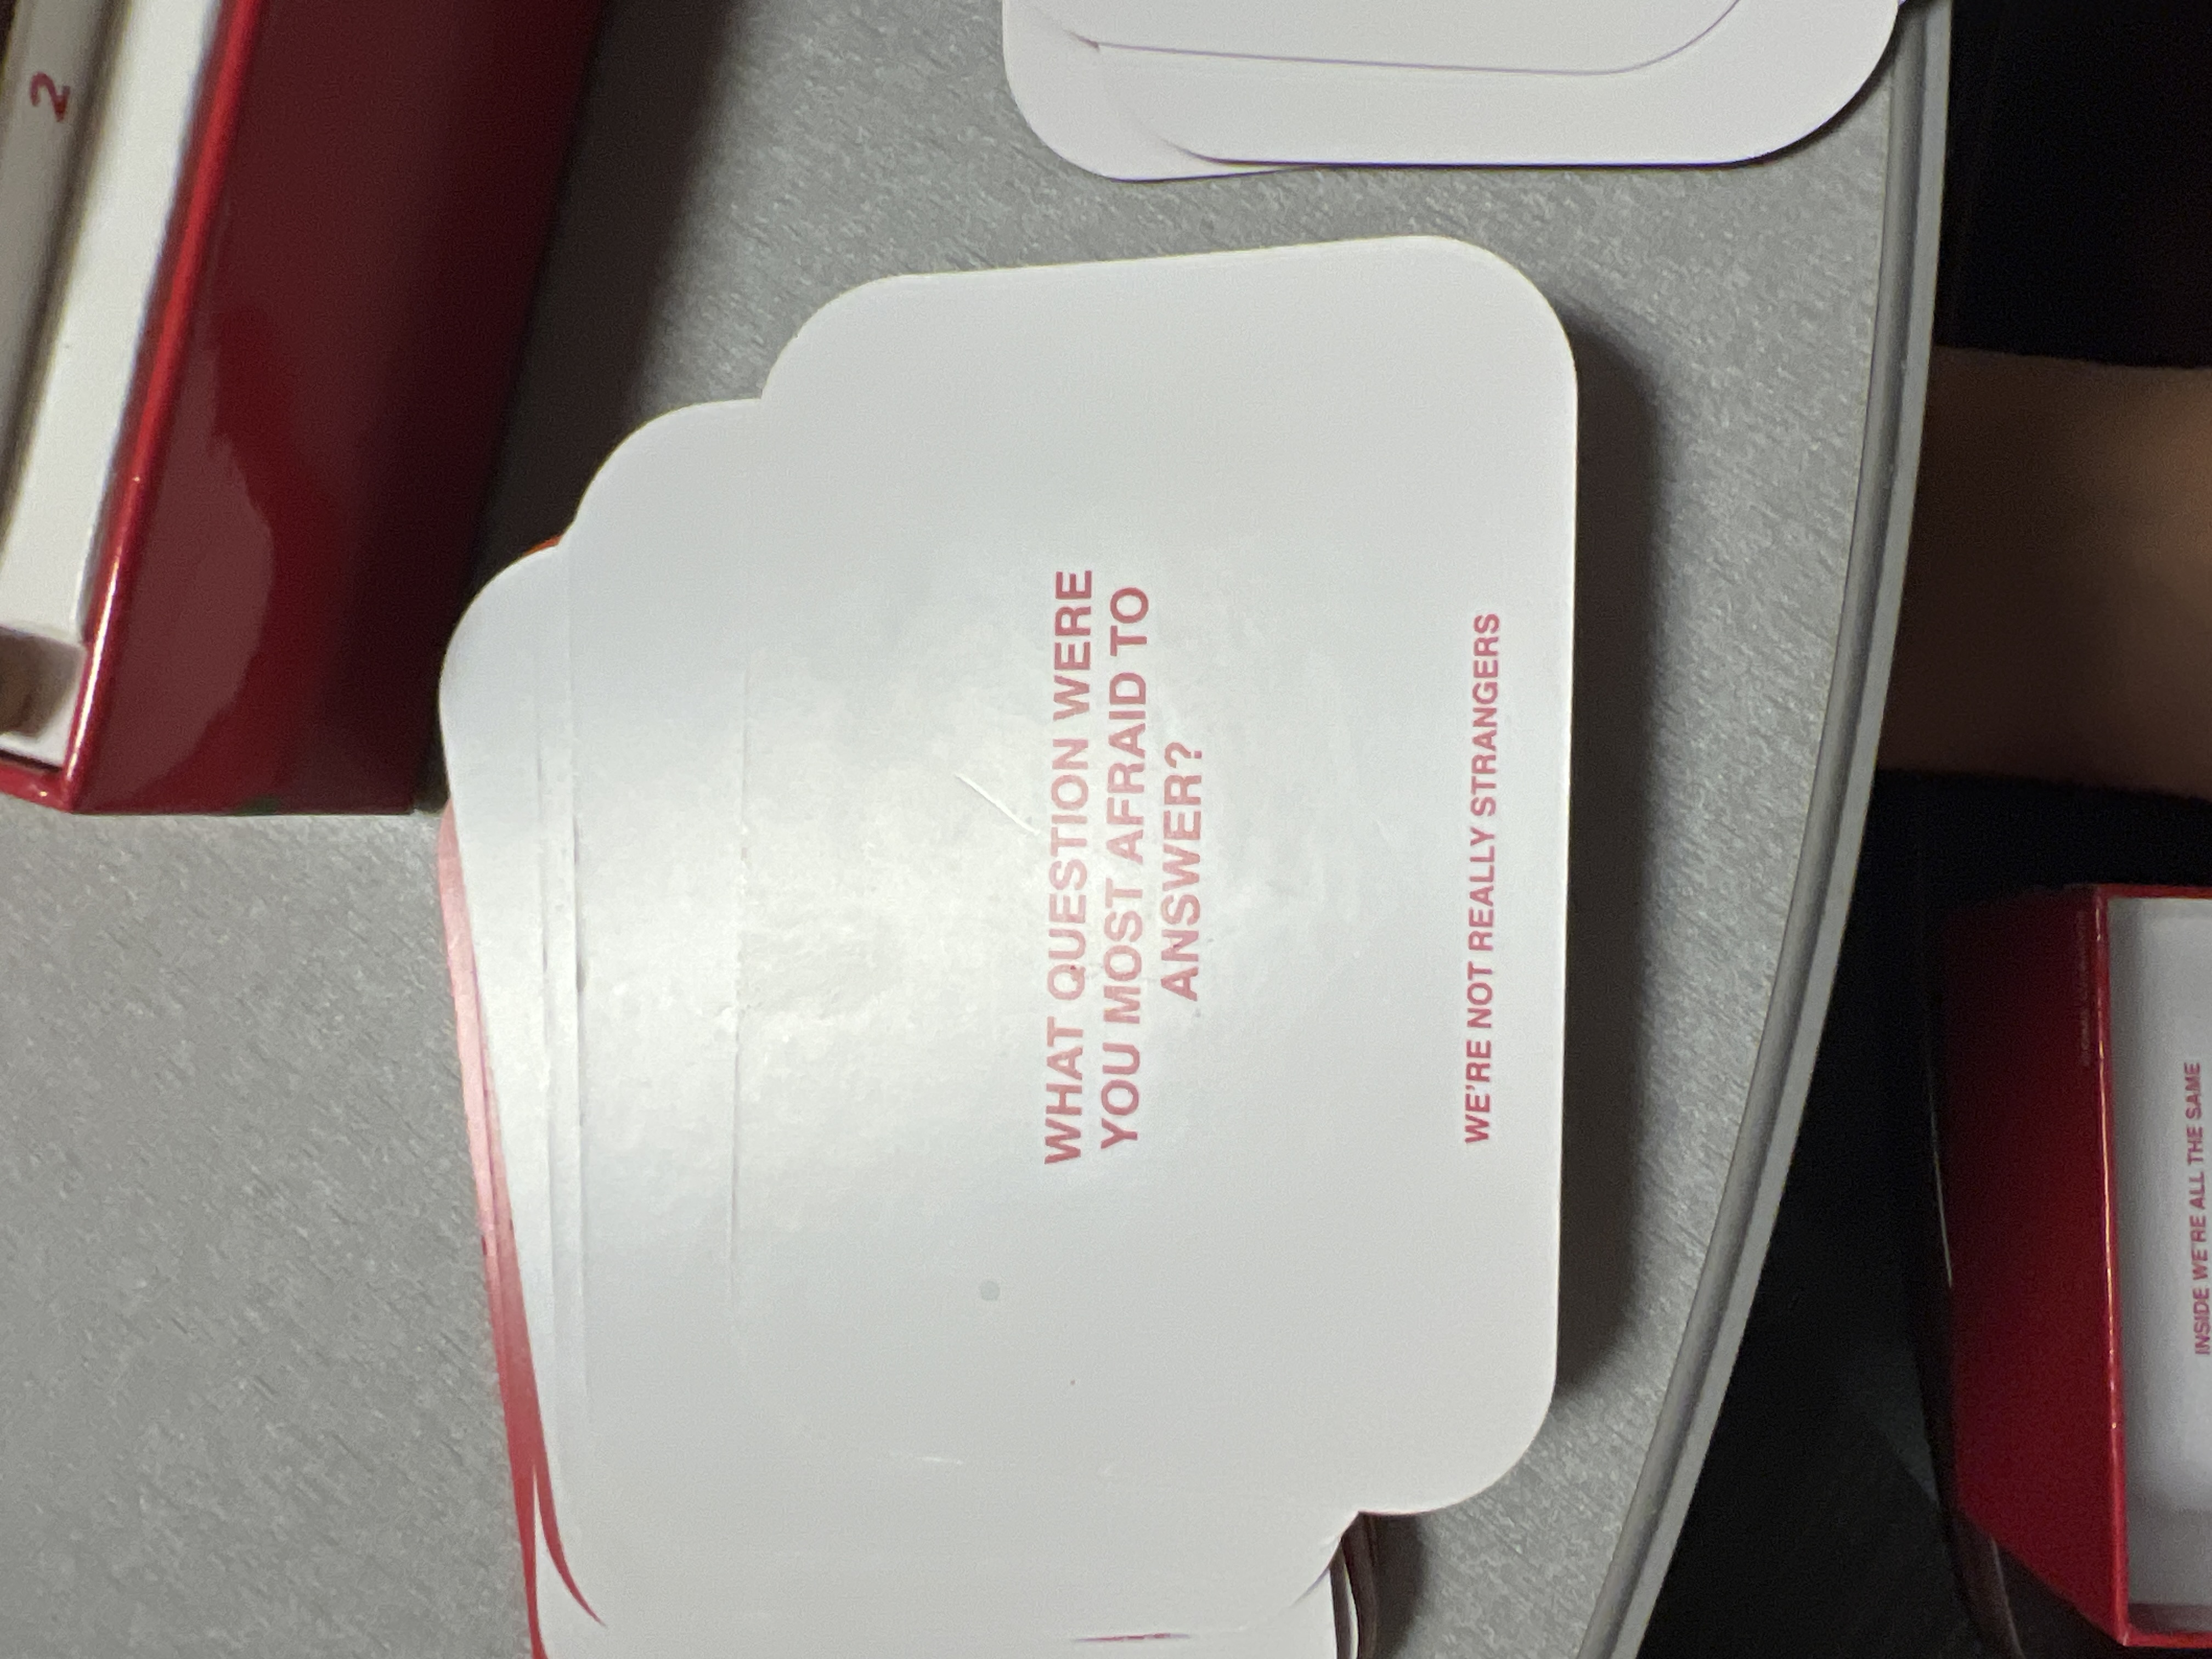 2
WHAT QUESTION WERE
YOU MOST AFRAID TO
ANSWER?
WE'RE NOT REALLY STRANGERS
INSIDE WE'RE ALL THE SAME